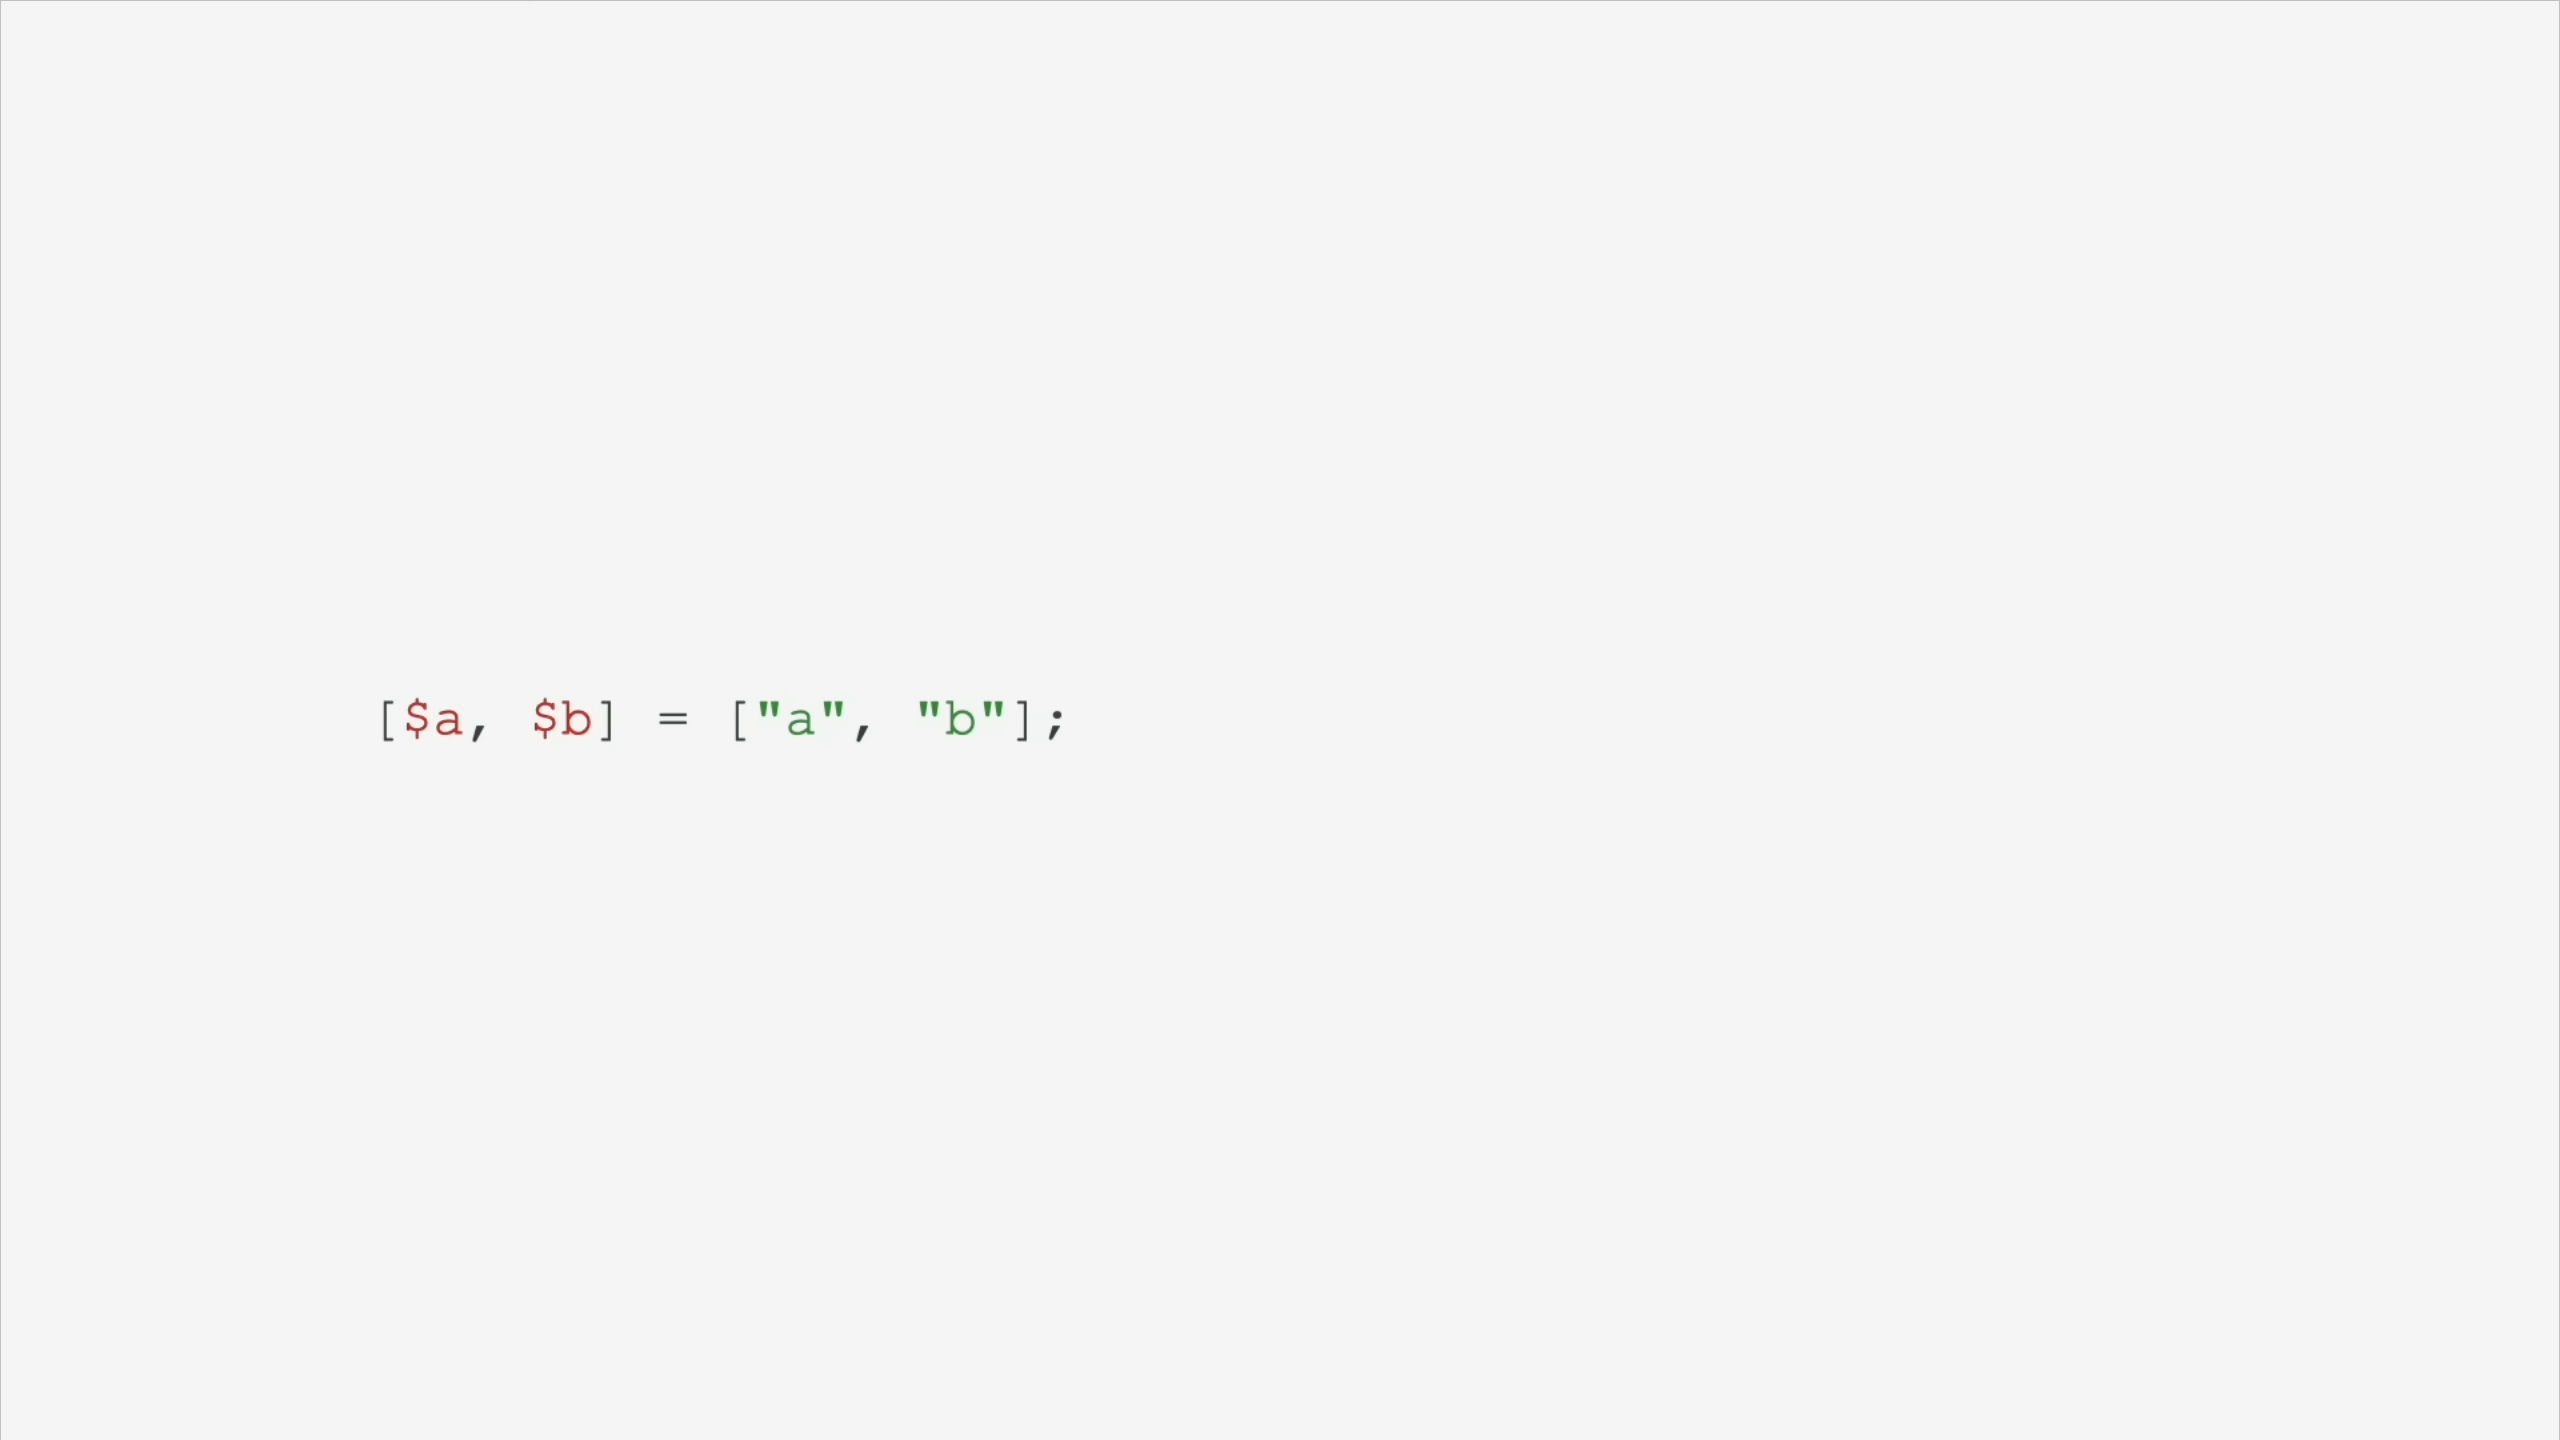 [$a, $b] = ["a", "b"];